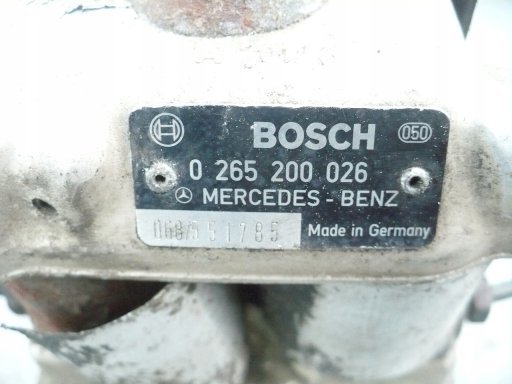 BOSCH 050
0 265 200 026
MERCEDES - BENZ
Made in Germany